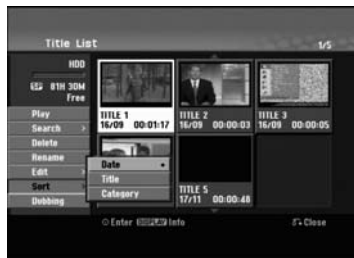 Title List 1/5
HDD
SP 81H 30M
Free
Play
Search
Delete
Rename
Edit
Sort
Dubbing
Date
Title
Category
TITLE 1
16/09 00:01:17
TITLE 2
16/09 00:00:03
TITLE 3
16/09 00:00:05
TITLE 5
17/11 00:00:48
Enter DISPLAY Info Close